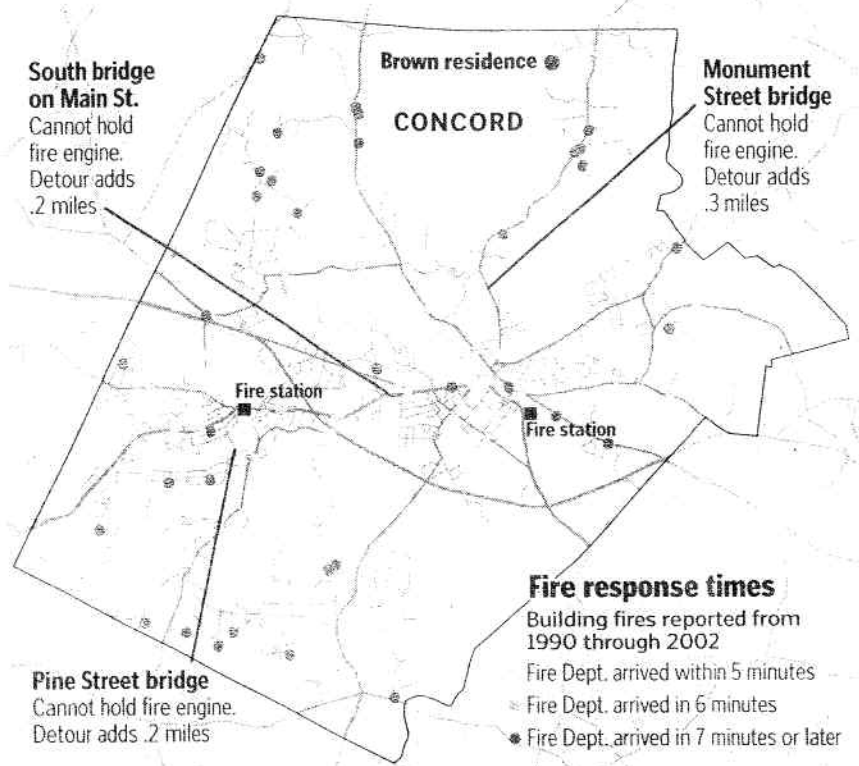 Brown residence
CONCORD
South bridge
on Main St.
Cannot hold
fire engine.
Detour adds
.2 miles
Monument
Street bridge
Cannot hold
fire engine.
Detour adds
.3 miles
Fire station
Fire station
Pine Street bridge
Cannot hold fire engine.
Detour adds .2 miles
Fire response times
Building fires reported from
1990 through 2002
Fire Dept. arrived within 5 minutes
Fire Dept. arrived in 6 minutes
Fire Dept. arrived in 7 minutes or later